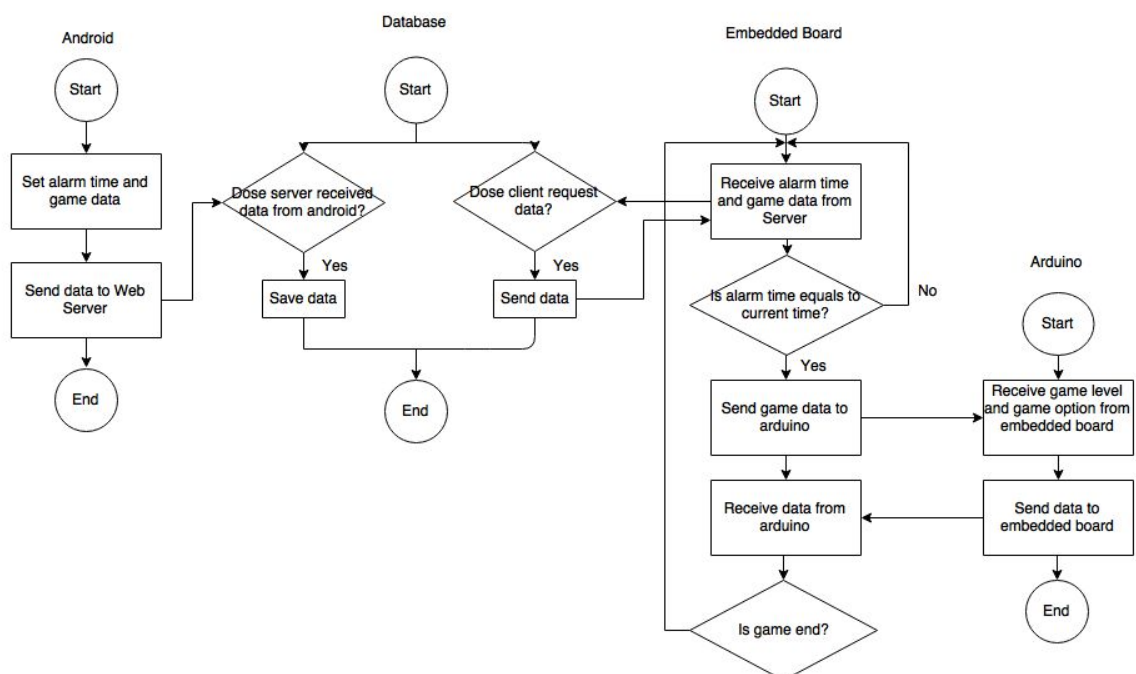 Android
Start
Set alarm time and
game data
Send data to Web
Server
End
Database
Start
Dose server received
data from android?
Yes
Save data
Dose client request
data?
Yes
Send data
End
Embedded Board
Start
Receive alarm time
and game data from
Server
Is alarm time equals to
current time?
No
Yes
Send game data to
arduino
Receive data from
arduino
Is game end?
Arduino
Start
Receive game level
and game option from
embedded board
Send data to
embedded board
End